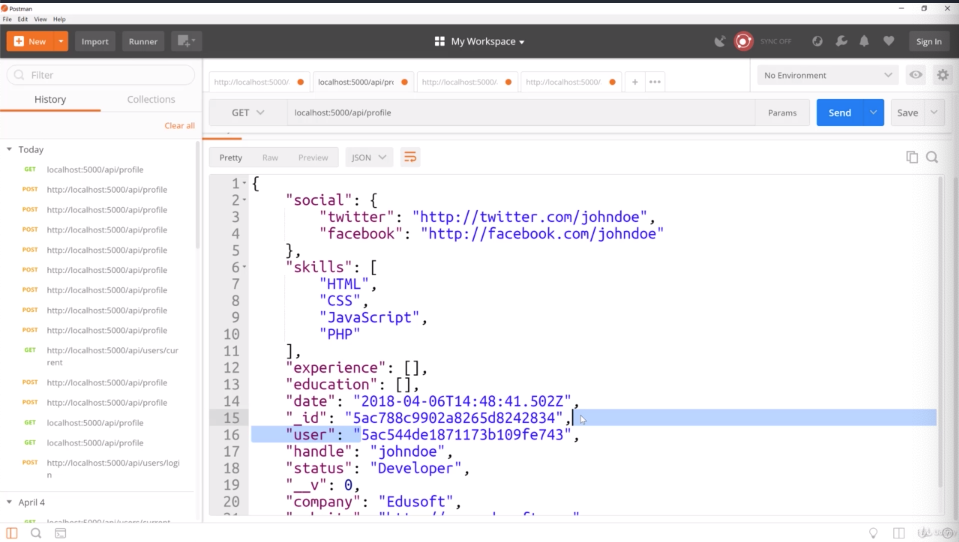 Postman
File Edit View Help
New Import Runner My Workspace SYNC OFF Sign In
Filter
History Collections
Clear all
Today
GET localhost:5000/api/profile
POST http://localhost:5000/api/profile
POST http://localhost:5000/api/profile
POST http://localhost:5000/api/profile
POST http://localhost:5000/api/profile
POST http://localhost:5000/api/profile
POST http://localhost:5000/api/profile
POST http://localhost:5000/api/profile
POST http://localhost:5000/api/profile
GET http://localhost:5000/api/users/cur
rent
POST http://localhost:5000/api/profile
POST http://localhost:5000/api/profile
GET http://localhost:5000/api/profile
GET http://localhost:5000/api/profile
POST http://localhost:5000/api/users/logi
n
April 4
GET localhost:5000/api/users/current
http://localhost:5000/ localhost:5000/api/pr http://localhost:5000/ http://localhost:5000/ + •••
No Environment
GET localhost:5000/api/profile Params Send Save
Pretty Raw Preview JSON
1 {
2 "social": {
3 "twitter": "http://twitter.com/johndoe",
4 "facebook": "http://facebook.com/johndoe"
5 },
6 "skills": [
7 "HTML",
8 "CSS",
9 "JavaScript",
10 "PHP"
11 ],
12 "experience": [],
13 "education": [],
14 "date": "2018-04-06T14:48:41.502Z",
15 "_id": "5ac788c9902a8265d8242834",
16 "user": "5ac544de1871173b109fe743",
17 "handle": "johndoe",
18 "status": "Developer",
19 "__v": 0,
20 "company": "Edusoft",